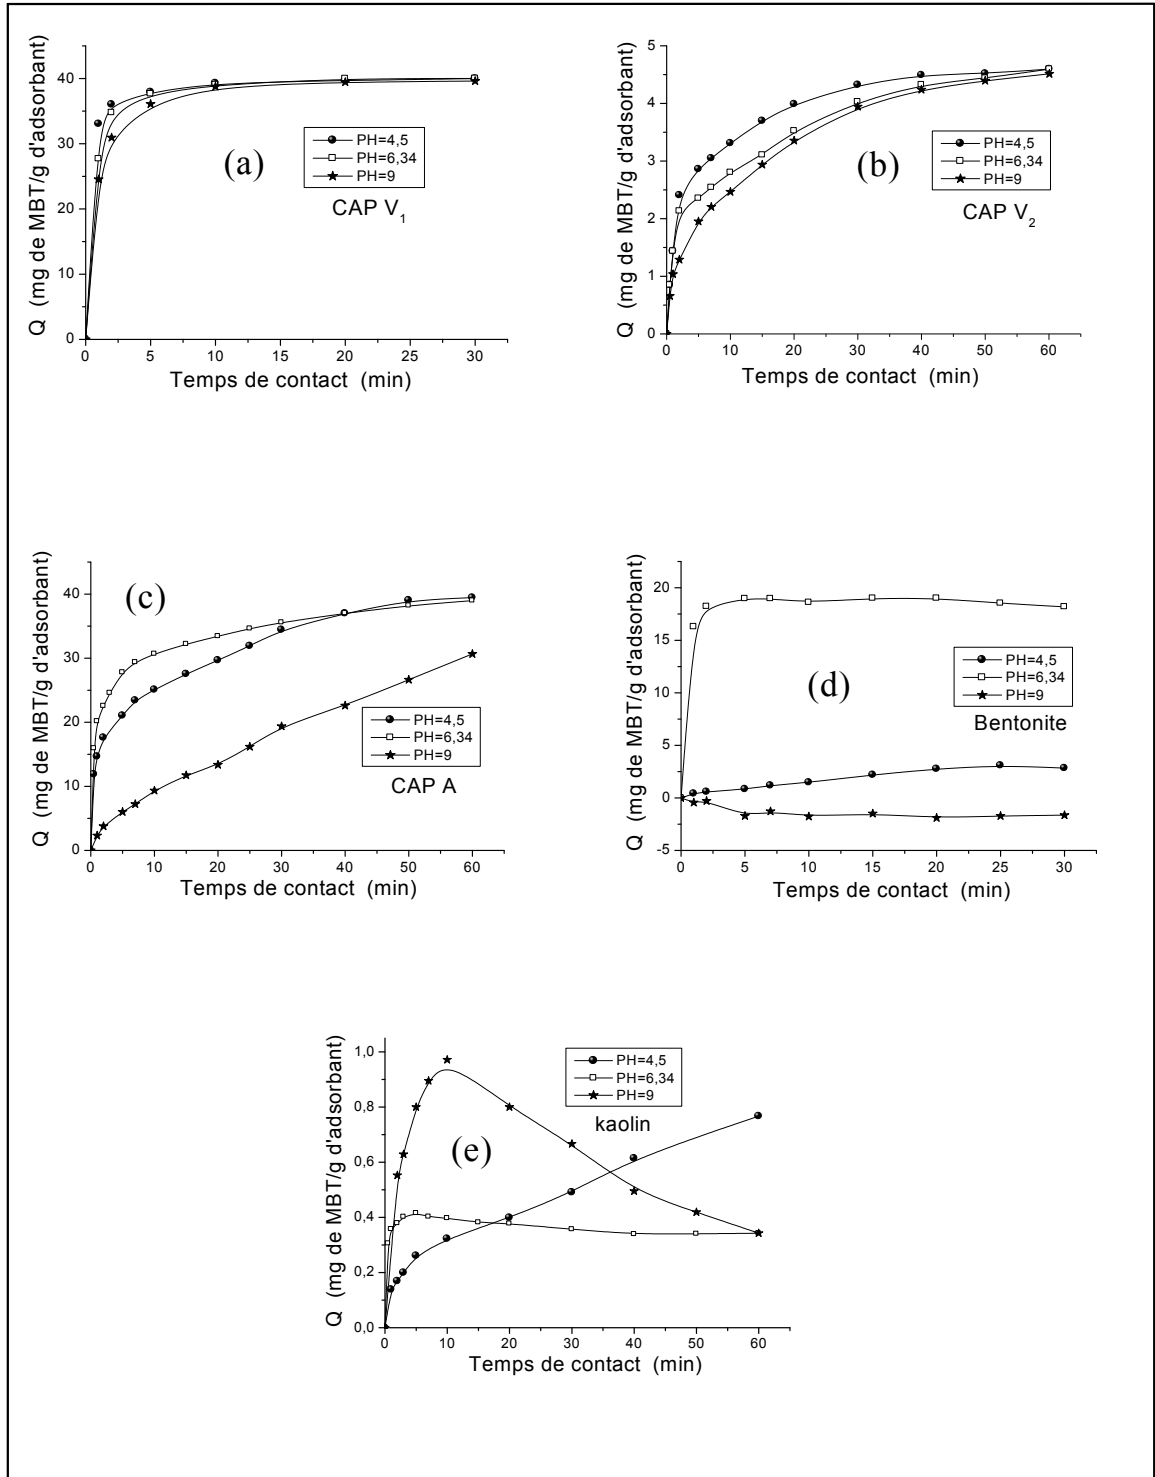 Q (mg de MBT/g d'adsorbant)
40
30
20
10
0
0 5 10 15 20 25 30
Temps de contact (min)
PH=4,5
PH=6,34
PH=9
(a)
CAP V1
Q (mg de MBT/g d'adsorbant)
5
4
3
2
1
0
0 10 20 30 40 50 60
Temps de contact (min)
PH=4,5
PH=6,34
PH=9
(b)
CAP V2
Q (mg de MBT/g d'adsorbant)
40
30
20
10
0
0 10 20 30 40 50 60
Temps de contact (min)
(c)
PH=4,5
PH=6,34
PH=9
CAP A
Q (mg de MBT/g d'adsorbant)
20
15
10
5
0
-5
0 5 10 15 20 25 30
Temps de contact (min)
PH=4,5
PH=6,34
PH=9
(d)
Bentonite
Q (mg de MBT/g d'adsorbant)
1,0
0,8
0,6
0,4
0,2
0,0
0 10 20 30 40 50 60
Temps de contact (min)
PH=4,5
PH=6,34
PH=9
kaolin
(e)